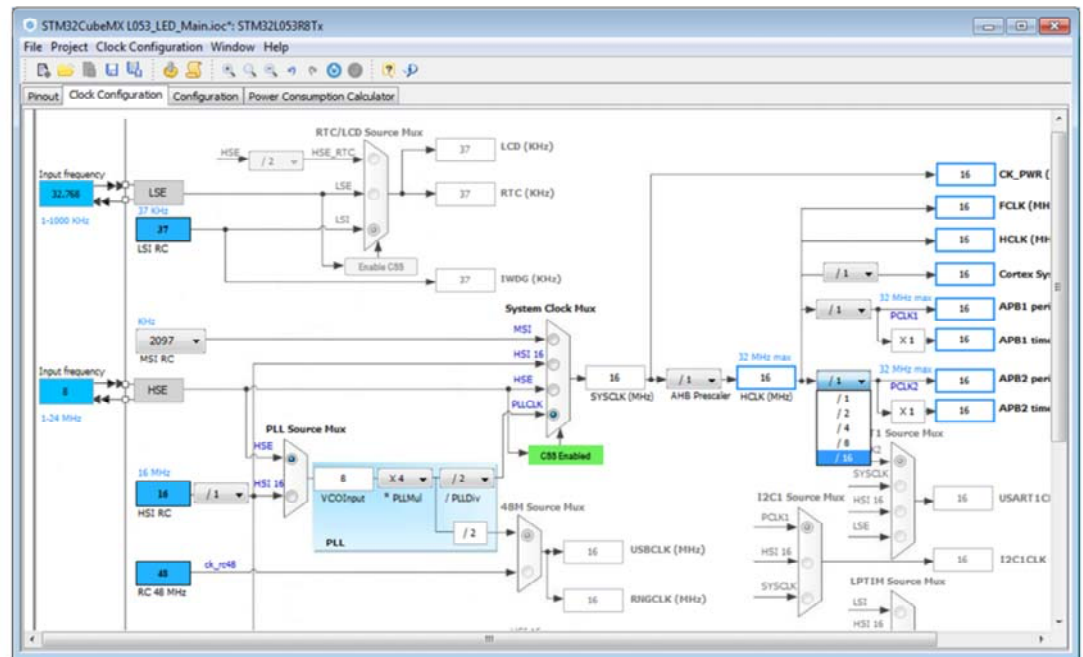 STM32CubeMX L053_LED_Main.ioc*: STM32L053R8Tx
File Project Clock Configuration Window Help
Pinout Clock Configuration Configuration Power Consumption Calculator
RTC/LCD Source Mux
HSE / 2 HSE_RTC
37 LCD (KHz)
Input frequency
32.768
1-1000 KHz
LSE
LSE
37 RTC (KHz)
16 CK_PWR (
37 KHz
37
LSI RC
LSI
16 FCLK (MH
16 HCLK (MH
Enable CSS
37 IWDG (KHz)
/ 1 16 Cortex Sy
System Clock Mux
KHz
2097
MSI RC
MSI
HSI 16
HSE
PLLCLK
/ 1
32 MHz max
PCLK1
16 APB1 peri
X 1 16 APB1 time
Input frequency
8
1-24 MHz
HSE
16
SYSCLK (MHz)
/ 1
AHB Prescaler
32 MHz max
16
HCLK (MHz)
/ 1
32 MHz max
PCLK2
16 APB2 peri
X 1 16 APB2 time
/ 1
/ 2
/ 4
/ 8
/ 16
CSS Enabled
PLL Source Mux
HSE
HSI 16
16 MHz
16
HSI RC
/ 1
8
VCOInput
X 4
* PLLMul
/ 2
/ PLLDiv
/ 2
PLL
T1 Source Mux
K2
SYSCLK
HSI 16
LSE
16 USART1Cl
48M Source Mux
16 USBCLK (MHz)
16 RNGCLK (MHz)
48
RC 48 MHz
ck_rc48
I2C1 Source Mux
PCLK1
HSI 16
SYSCLK
16 I2C1CLK
LPTIM Source Mux
LSI
HSI 16